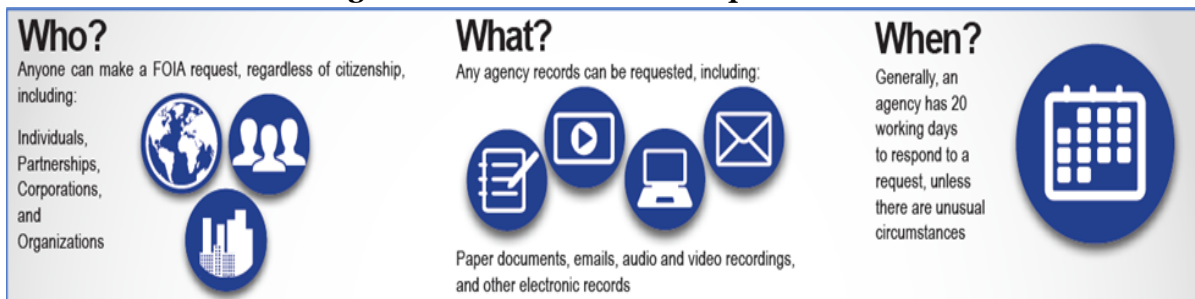 Who?
Anyone can make a FOIA request, regardless of citizenship,
including:
Individuals,
Partnerships,
Corporations,
and
Organizations
What?
Any agency records can be requested, including:
Paper documents, emails, audio and video recordings,
and other electronic records
When?
Generally, an
agency has 20
working days
to respond to a
request, unless
there are unusual
circumstances